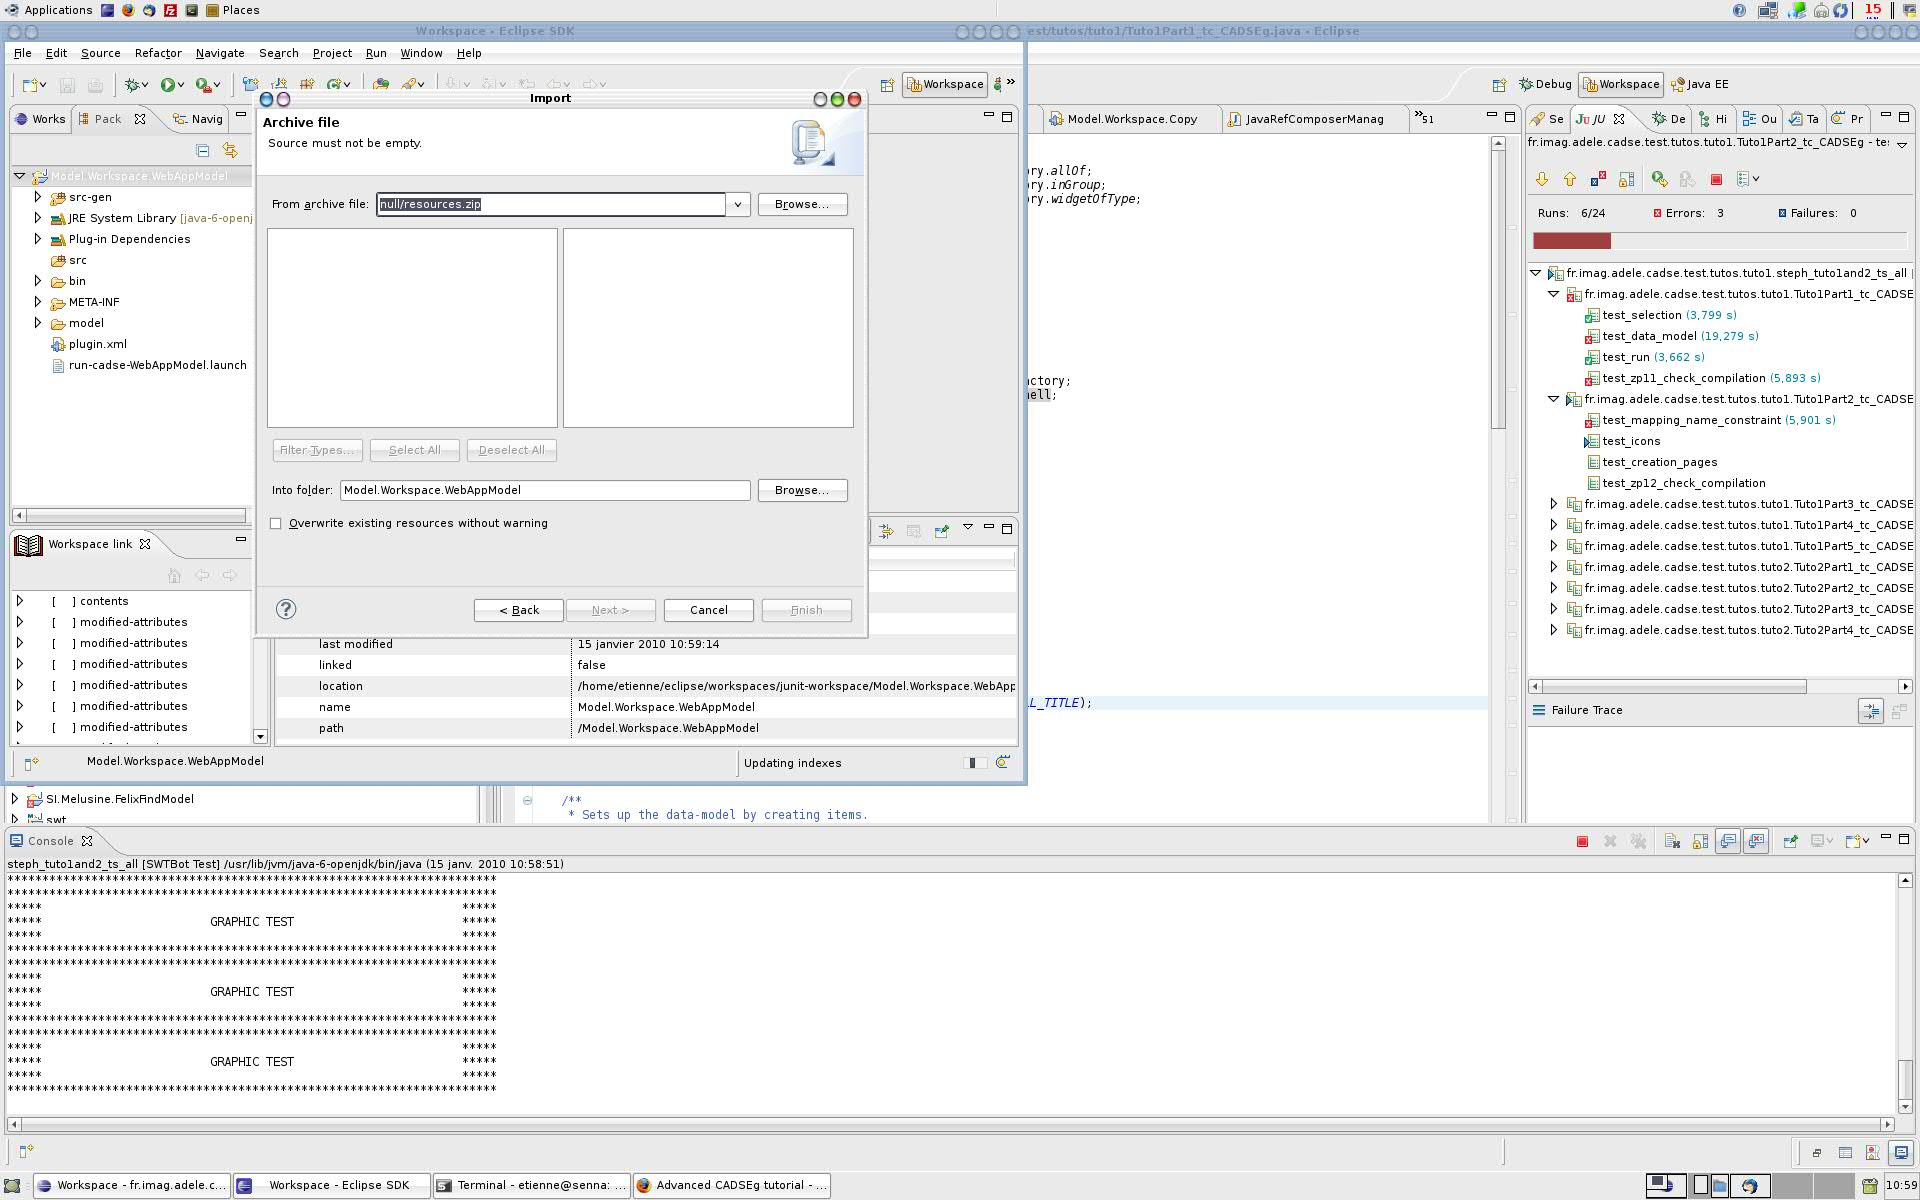 Applications Places 15
Workspace - Eclipse SDK
est/tutos/tuto1/Tuto1Part1_tc_CADSEg.java - Eclipse
File Edit Source Refactor Navigate Search Project Run Window Help
Workspace »
Debug Workspace Java EE
Works Pack Navig
Model.Workspace.Copy JavaRefComposerManag »51
Se JU De Hi Ou Ta Pr
Import
Archive file
Source must not be empty.
From archive file: null/resources.zip Browse...
Filter Types... Select All Deselect All
Into folder: Model.Workspace.WebAppModel Browse...
Overwrite existing resources without warning
< Back Next > Cancel Finish
Model.Workspace.WebAppModel
src-gen
JRE System Library [java-6-openj
Plug-in Dependencies
src
bin
META-INF
model
plugin.xml
run-cadse-WebAppModel.launch
Workspace link
[ ] contents
[ ] modified-attributes
[ ] modified-attributes
[ ] modified-attributes
[ ] modified-attributes
[ ] modified-attributes
[ ] modified-attributes
last modified 15 janvier 2010 10:59:14
linked false
location /home/etienne/eclipse/workspaces/junit-workspace/Model.Workspace.WebApp
name Model.Workspace.WebAppModel
path /Model.Workspace.WebAppModel
Model.Workspace.WebAppModel Updating indexes
ry.allOf;
ry.inGroup;
ry.widgetOfType;
actory;
ell;
L_TITLE);
/**
* Sets up the data-model by creating items.
SI.Melusine.FelixFindModel
swt
fr.imag.adele.cadse.test.tutos.tuto1.Tuto1Part2_tc_CADSEg - te
Runs: 6/24 Errors: 3 Failures: 0
fr.imag.adele.cadse.test.tutos.tuto1.steph_tuto1and2_ts_all [
fr.imag.adele.cadse.test.tutos.tuto1.Tuto1Part1_tc_CADSE
test_selection (3,799 s)
test_data_model (19,279 s)
test_run (3,662 s)
test_zp11_check_compilation (5,893 s)
fr.imag.adele.cadse.test.tutos.tuto1.Tuto1Part2_tc_CADSE
test_mapping_name_constraint (5,901 s)
test_icons
test_creation_pages
test_zp12_check_compilation
fr.imag.adele.cadse.test.tutos.tuto1.Tuto1Part3_tc_CADSE
fr.imag.adele.cadse.test.tutos.tuto1.Tuto1Part4_tc_CADSE
fr.imag.adele.cadse.test.tutos.tuto1.Tuto1Part5_tc_CADSE
fr.imag.adele.cadse.test.tutos.tuto2.Tuto2Part1_tc_CADSE
fr.imag.adele.cadse.test.tutos.tuto2.Tuto2Part2_tc_CADSE
fr.imag.adele.cadse.test.tutos.tuto2.Tuto2Part3_tc_CADSE
fr.imag.adele.cadse.test.tutos.tuto2.Tuto2Part4_tc_CADSE
Failure Trace
Console
steph_tuto1and2_ts_all [SWTBot Test] /usr/lib/jvm/java-6-openjdk/bin/java (15 janv. 2010 10:58:51)
**********************************************************************
**********************************************************************
***** *****
***** GRAPHIC TEST *****
***** *****
**********************************************************************
**********************************************************************
***** *****
***** GRAPHIC TEST *****
***** *****
**********************************************************************
**********************************************************************
***** *****
***** GRAPHIC TEST *****
***** *****
**********************************************************************
Workspace - fr.imag.adele.c... Workspace - Eclipse SDK Terminal - etienne@senna: ... Advanced CADSEg tutorial - ... 10:59